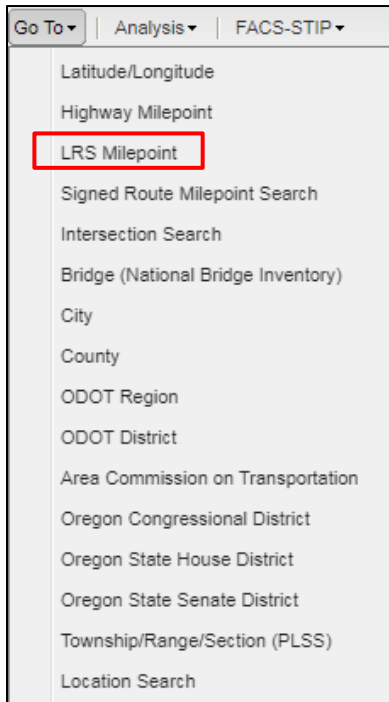 Go To Analysis FACS-STIP
Latitude/Longitude
Highway Milepoint
LRS Milepoint
Signed Route Milepoint Search
Intersection Search
Bridge (National Bridge Inventory)
City
County
ODOT Region
ODOT District
Area Commission on Transportation
Oregon Congressional District
Oregon State House District
Oregon State Senate District
Township/Range/Section (PLSS)
Location Search